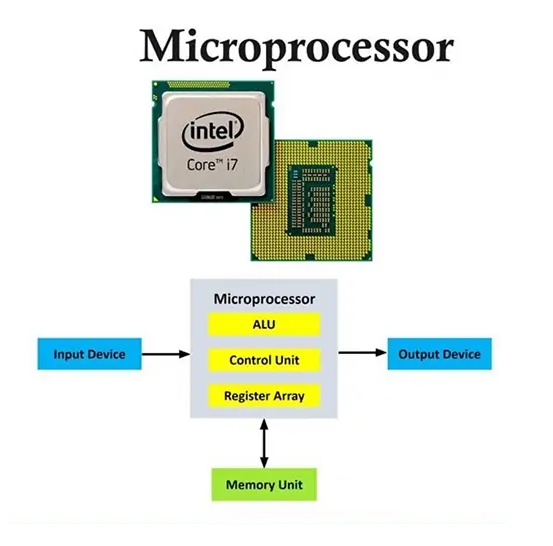 Microprocessor
intel
Core™ i7
Microprocessor
ALU
Input Device
Control Unit
Output Device
Register Array
Memory Unit